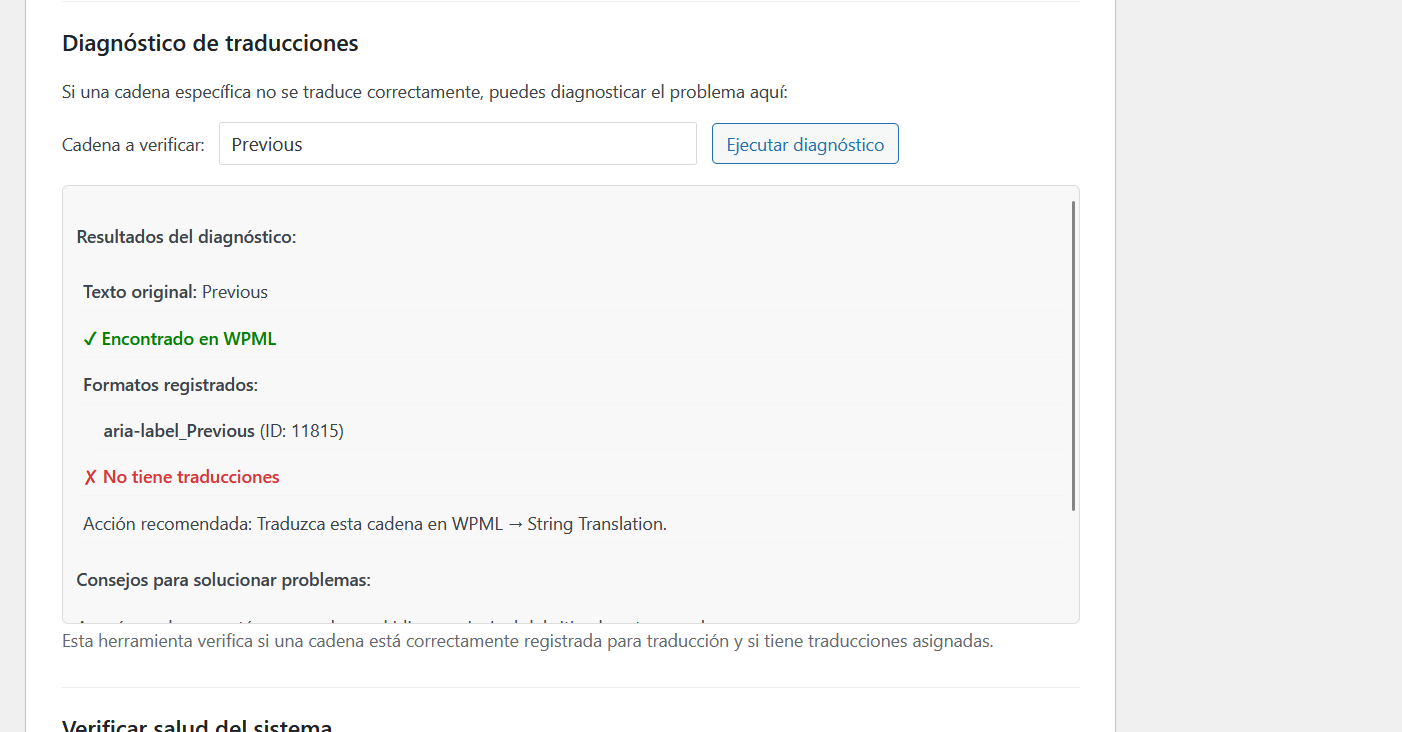 Diagnóstico de traducciones
Si una cadena específica no se traduce correctamente, puedes diagnosticar el problema aquí:
Cadena a verificar: Previous Ejecutar diagnóstico
Resultados del diagnóstico:
Texto original: Previous
✓ Encontrado en WPML
Formatos registrados:
aria-label_Previous (ID: 11815)
✗ No tiene traducciones
Acción recomendada: Traduzca esta cadena en WPML → String Translation.
Consejos para solucionar problemas:
Esta herramienta verifica si una cadena está correctamente registrada para traducción y si tiene traducciones asignadas.
Verificar salud del sistema